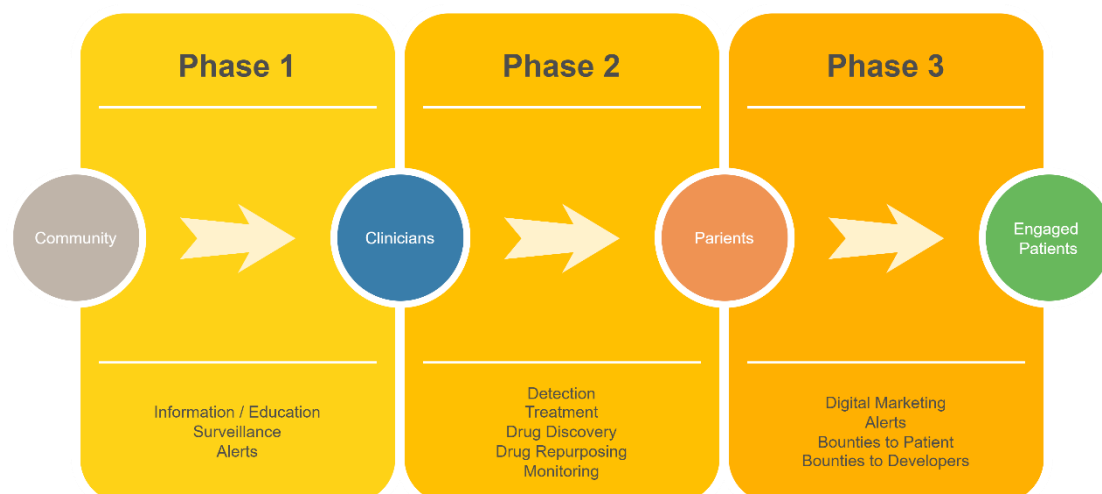 Phase 1
Phase 2
Phase 3
Community
Clinicians
Parients
Engaged
Patients
Information / Education
Surveillance
Alerts
Detection
Treatment
Drug Discovery
Drug Repurposing
Monitoring
Digital Marketing
Alerts
Bounties to Patient
Bounties to Developers